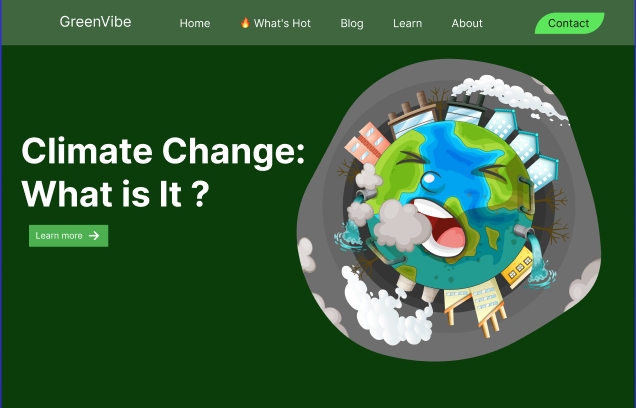 GreenVibe
Home
🔥 What's Hot
Blog
Learn
About
Contact
Climate Change:
What is It ?
Learn more →